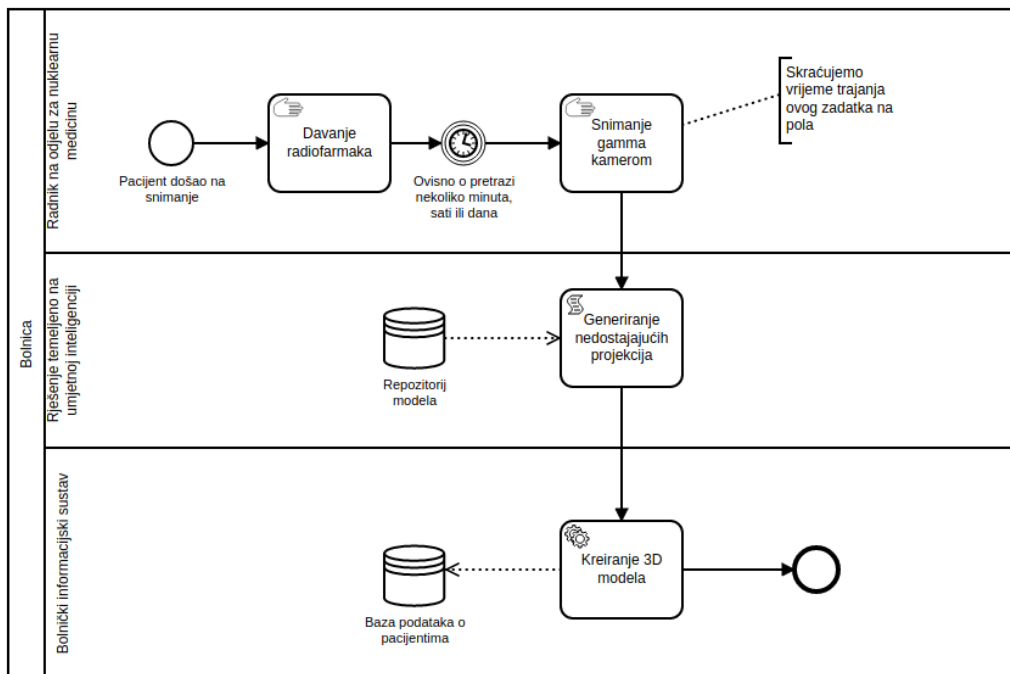 Bolnica
Radnik na odjelu za nuklearnu
medicinu
Pacijent došao na
snimanje
Davanje
radiofarmaka
Ovisno o pretrazi
nekoliko minuta,
sati ili dana
Snimanje
gamma
kamerom
Skraćujemo
vrijeme trajanja
ovog zadatka na
pola
Rješenje temeljeno na
umjetnoj inteligenciji
Repozitorij
modela
Generiranje
nedostajajućih
projekcija
Bolnički informacijski sustav
Baza podataka o
pacijentima
Kreiranje 3D
modela